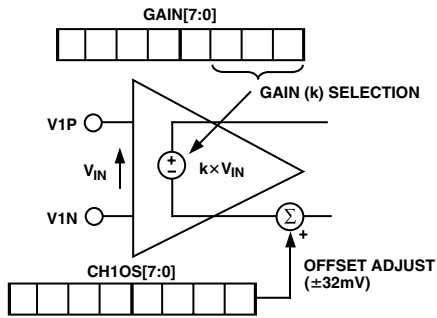 GAIN[7:0]
GAIN (k) SELECTION
V1P
VIN
+
−
k×VIN
V1N
Σ
+
CH1OS[7:0]
OFFSET ADJUST
(±32mV)